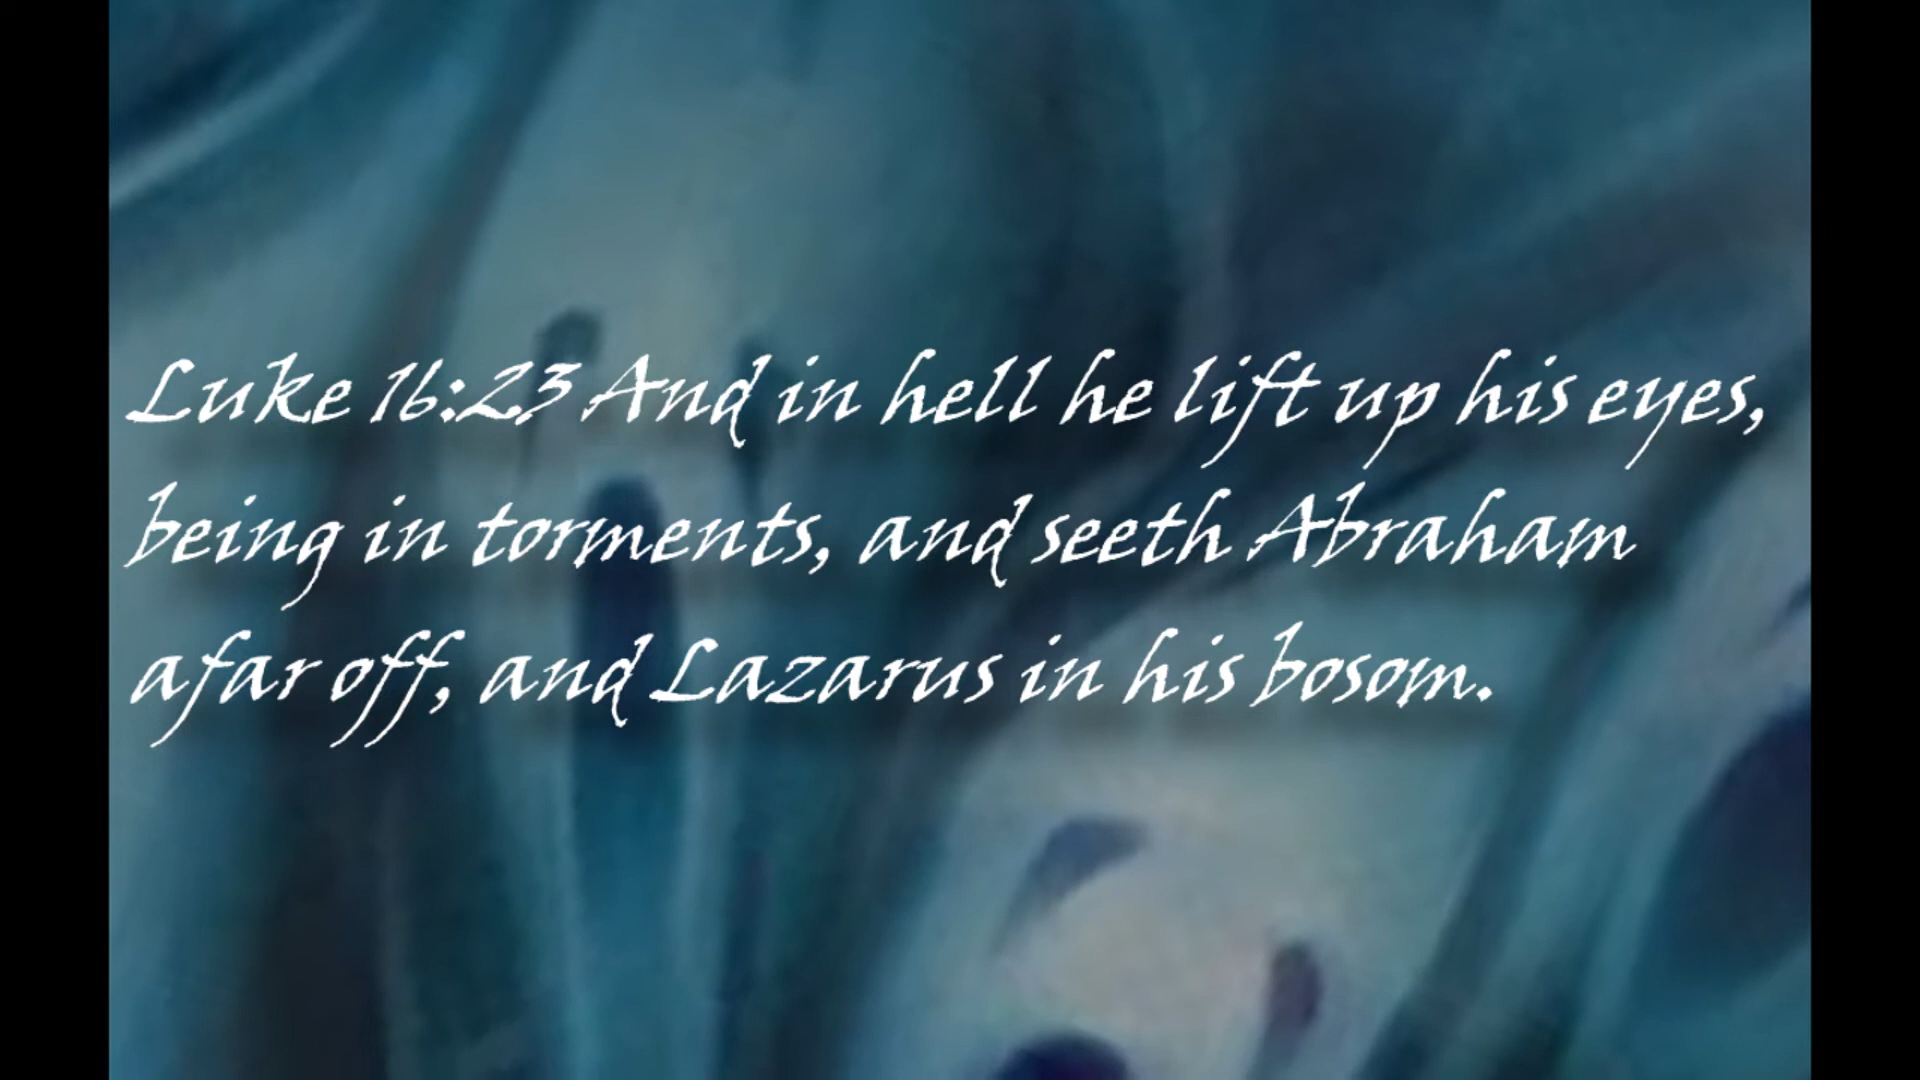 Luke 16:23 And in hell he lift up his eyes,
being in torments, and seeth Abraham
afar off, and Lazarus in his bosom.